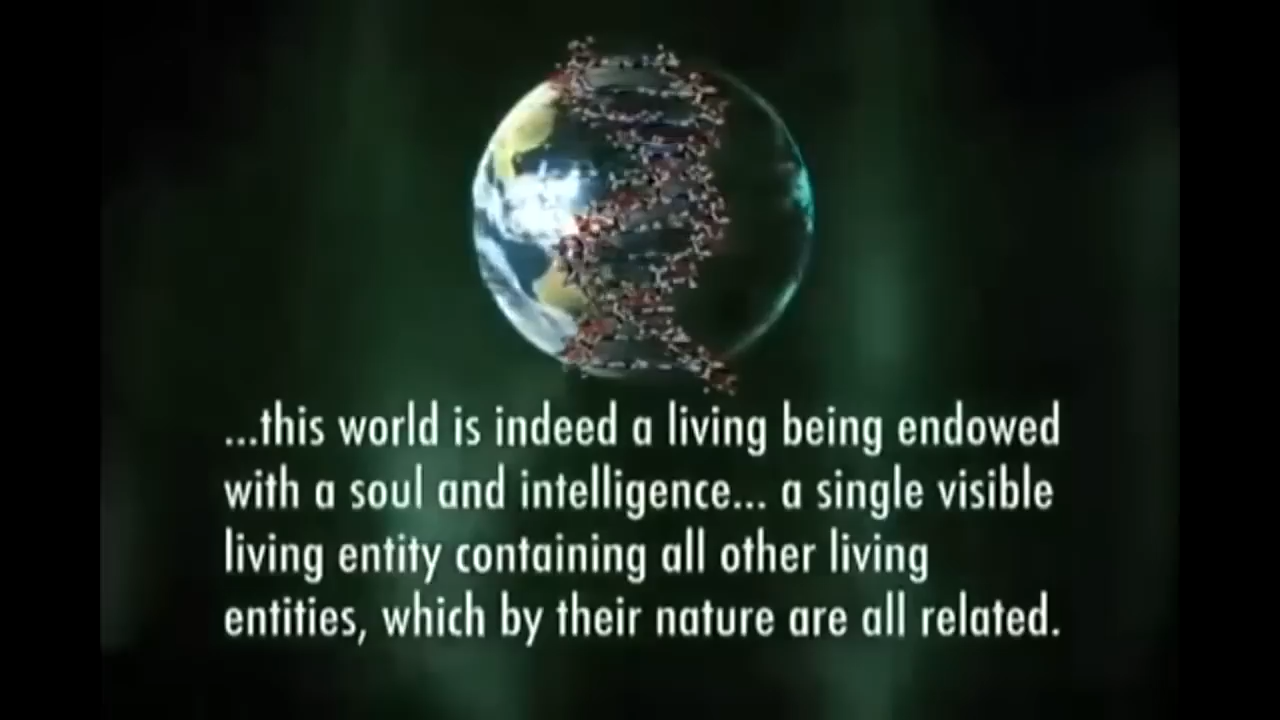 ...this world is indeed a living being endowed
with a soul and intelligence... a single visible
living entity containing all other living
entities, which by their nature are all related.